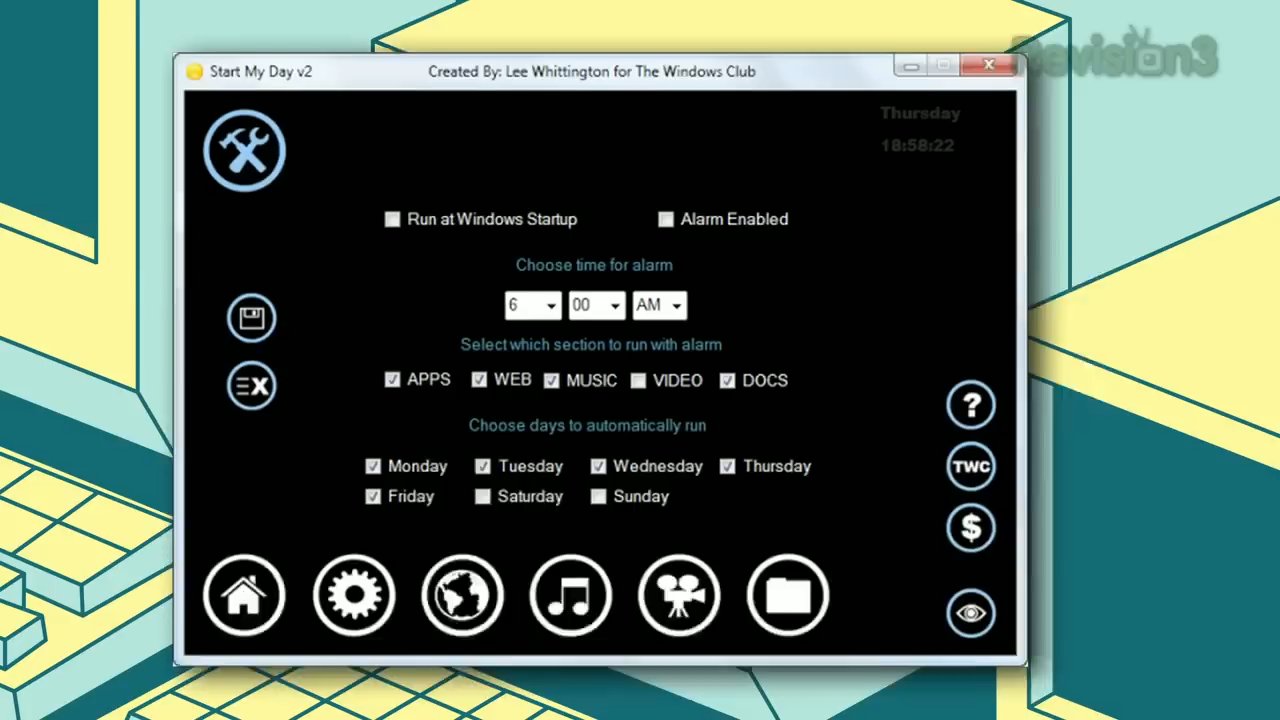 Revision3
Start My Day v2
Created By: Lee Whittington for The Windows Club
Thursday
18:58:22
Run at Windows Startup
Alarm Enabled
Choose time for alarm
6 00 AM
Select which section to run with alarm
APPS WEB MUSIC VIDEO DOCS
Choose days to automatically run
Monday Tuesday Wednesday Thursday
Friday Saturday Sunday
?
TWC
$